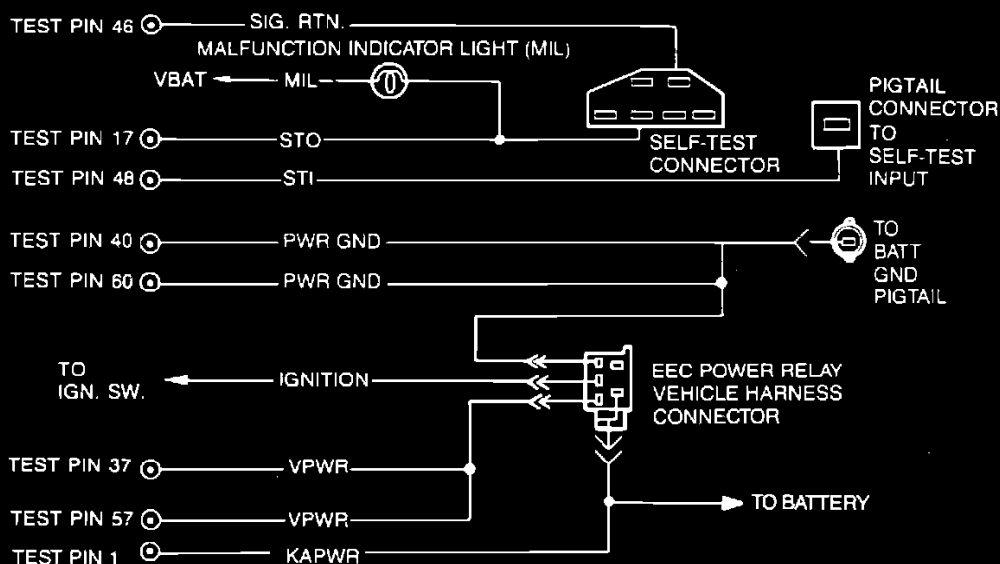 TEST PIN 46
SIG. RTN.
MALFUNCTION INDICATOR LIGHT (MIL)
VBAT
MIL
PIGTAIL
CONNECTOR
TO
SELF-TEST
INPUT
TEST PIN 17
STO
SELF-TEST
CONNECTOR
TEST PIN 48
STI
TEST PIN 40
PWR GND
TO
BATT
GND
PIGTAIL
TEST PIN 60
PWR GND
TO
IGN. SW.
IGNITION
EEC POWER RELAY
VEHICLE HARNESS
CONNECTOR
TEST PIN 37
VPWR
TO BATTERY
TEST PIN 57
VPWR
TEST PIN 1
KAPWR